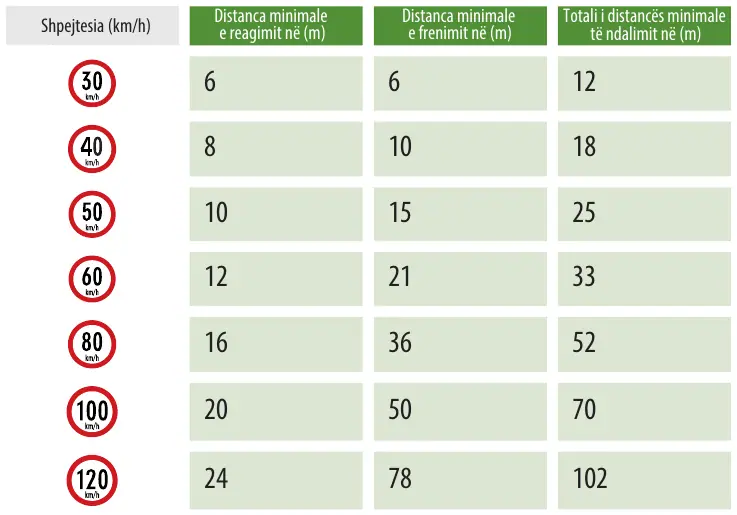 Shpejtesia (km/h)
Distanca minimale
e reagimit në (m)
Distanca minimale
e frenimit në (m)
Totali i distancës minimale
të ndalimit në (m)
30
km/h
6
6
12
40
km/h
8
10
18
50
km/h
10
15
25
60
km/h
12
21
33
80
km/h
16
36
52
100
km/h
20
50
70
120
km/h
24
78
102